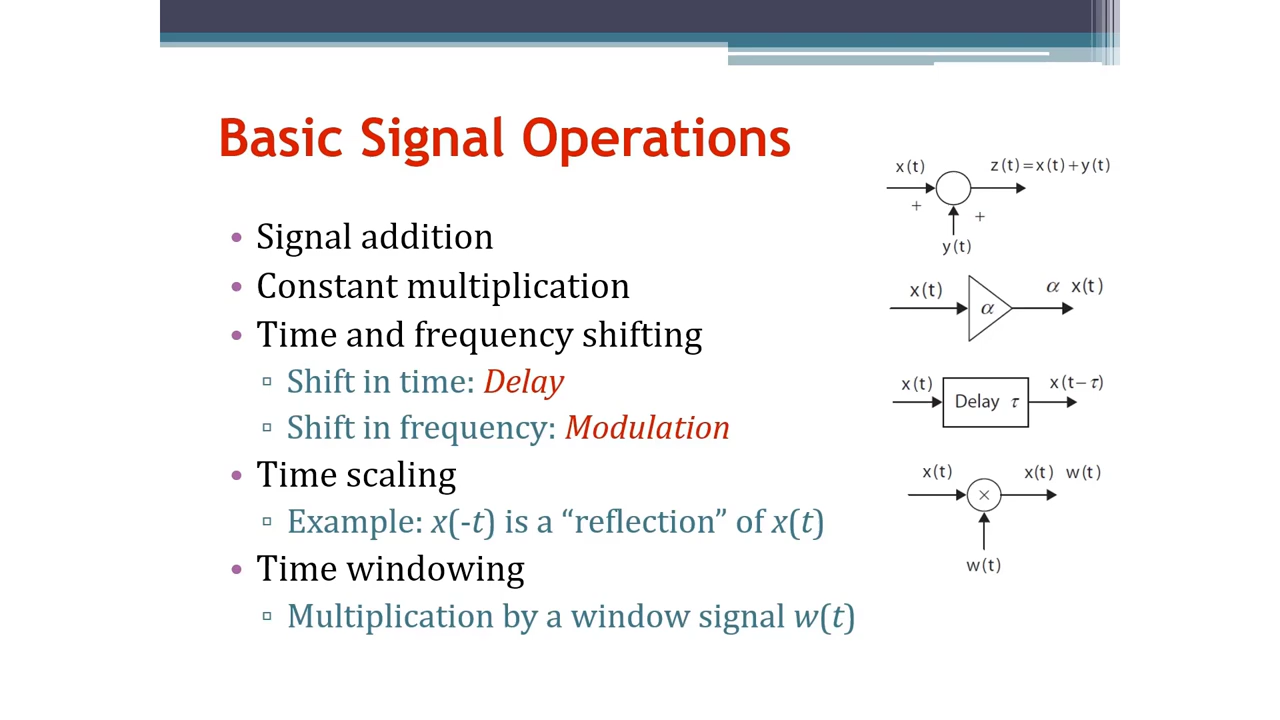 Basic Signal Operations
• Signal addition
• Constant multiplication
• Time and frequency shifting
▫ Shift in time: Delay
▫ Shift in frequency: Modulation
• Time scaling
▫ Example: x(-t) is a “reflection” of x(t)
• Time windowing
▫ Multiplication by a window signal w(t)
x(t) z(t)=x(t)+y(t)
+ +
y(t)
x(t) α x(t)
α
x(t) x(t−τ)
Delay τ
x(t) x(t) w(t)
×
w(t)